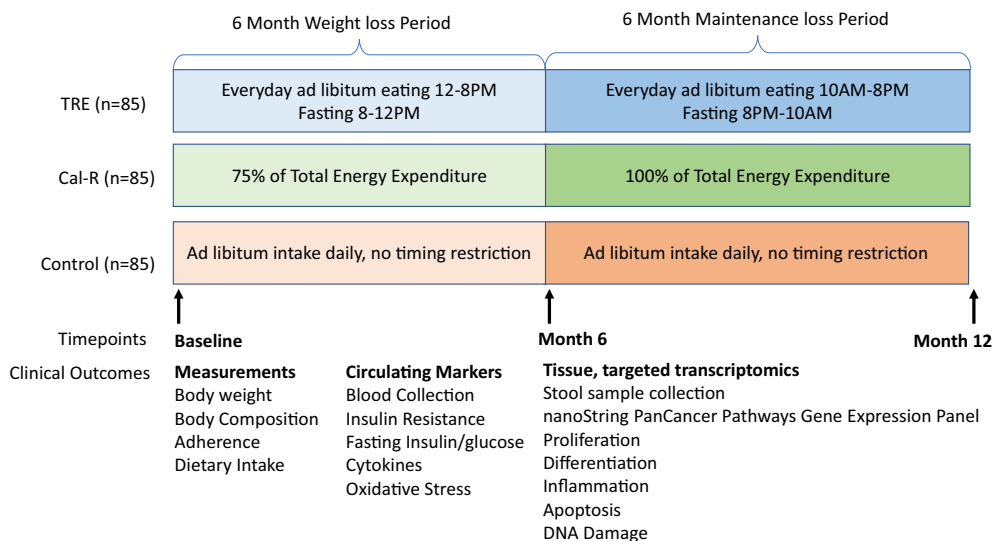 6 Month Weight loss Period
6 Month Maintenance loss Period
TRE (n=85)
Everyday ad libitum eating 12-8PM
Fasting 8-12PM
Everyday ad libitum eating 10AM-8PM
Fasting 8PM-10AM
Cal-R (n=85)
75% of Total Energy Expenditure
100% of Total Energy Expenditure
Control (n=85)
Ad libitum intake daily, no timing restriction
Ad libitum intake daily, no timing restriction
Timepoints
Baseline
Month 6
Month 12
Clinical Outcomes
Measurements
Body weight
Body Composition
Adherence
Dietary Intake
Circulating Markers
Blood Collection
Insulin Resistance
Fasting Insulin/glucose
Cytokines
Oxidative Stress
Tissue, targeted transcriptomics
Stool sample collection
nanoString PanCancer Pathways Gene Expression Panel
Proliferation
Differentiation
Inflammation
Apoptosis
DNA Damage